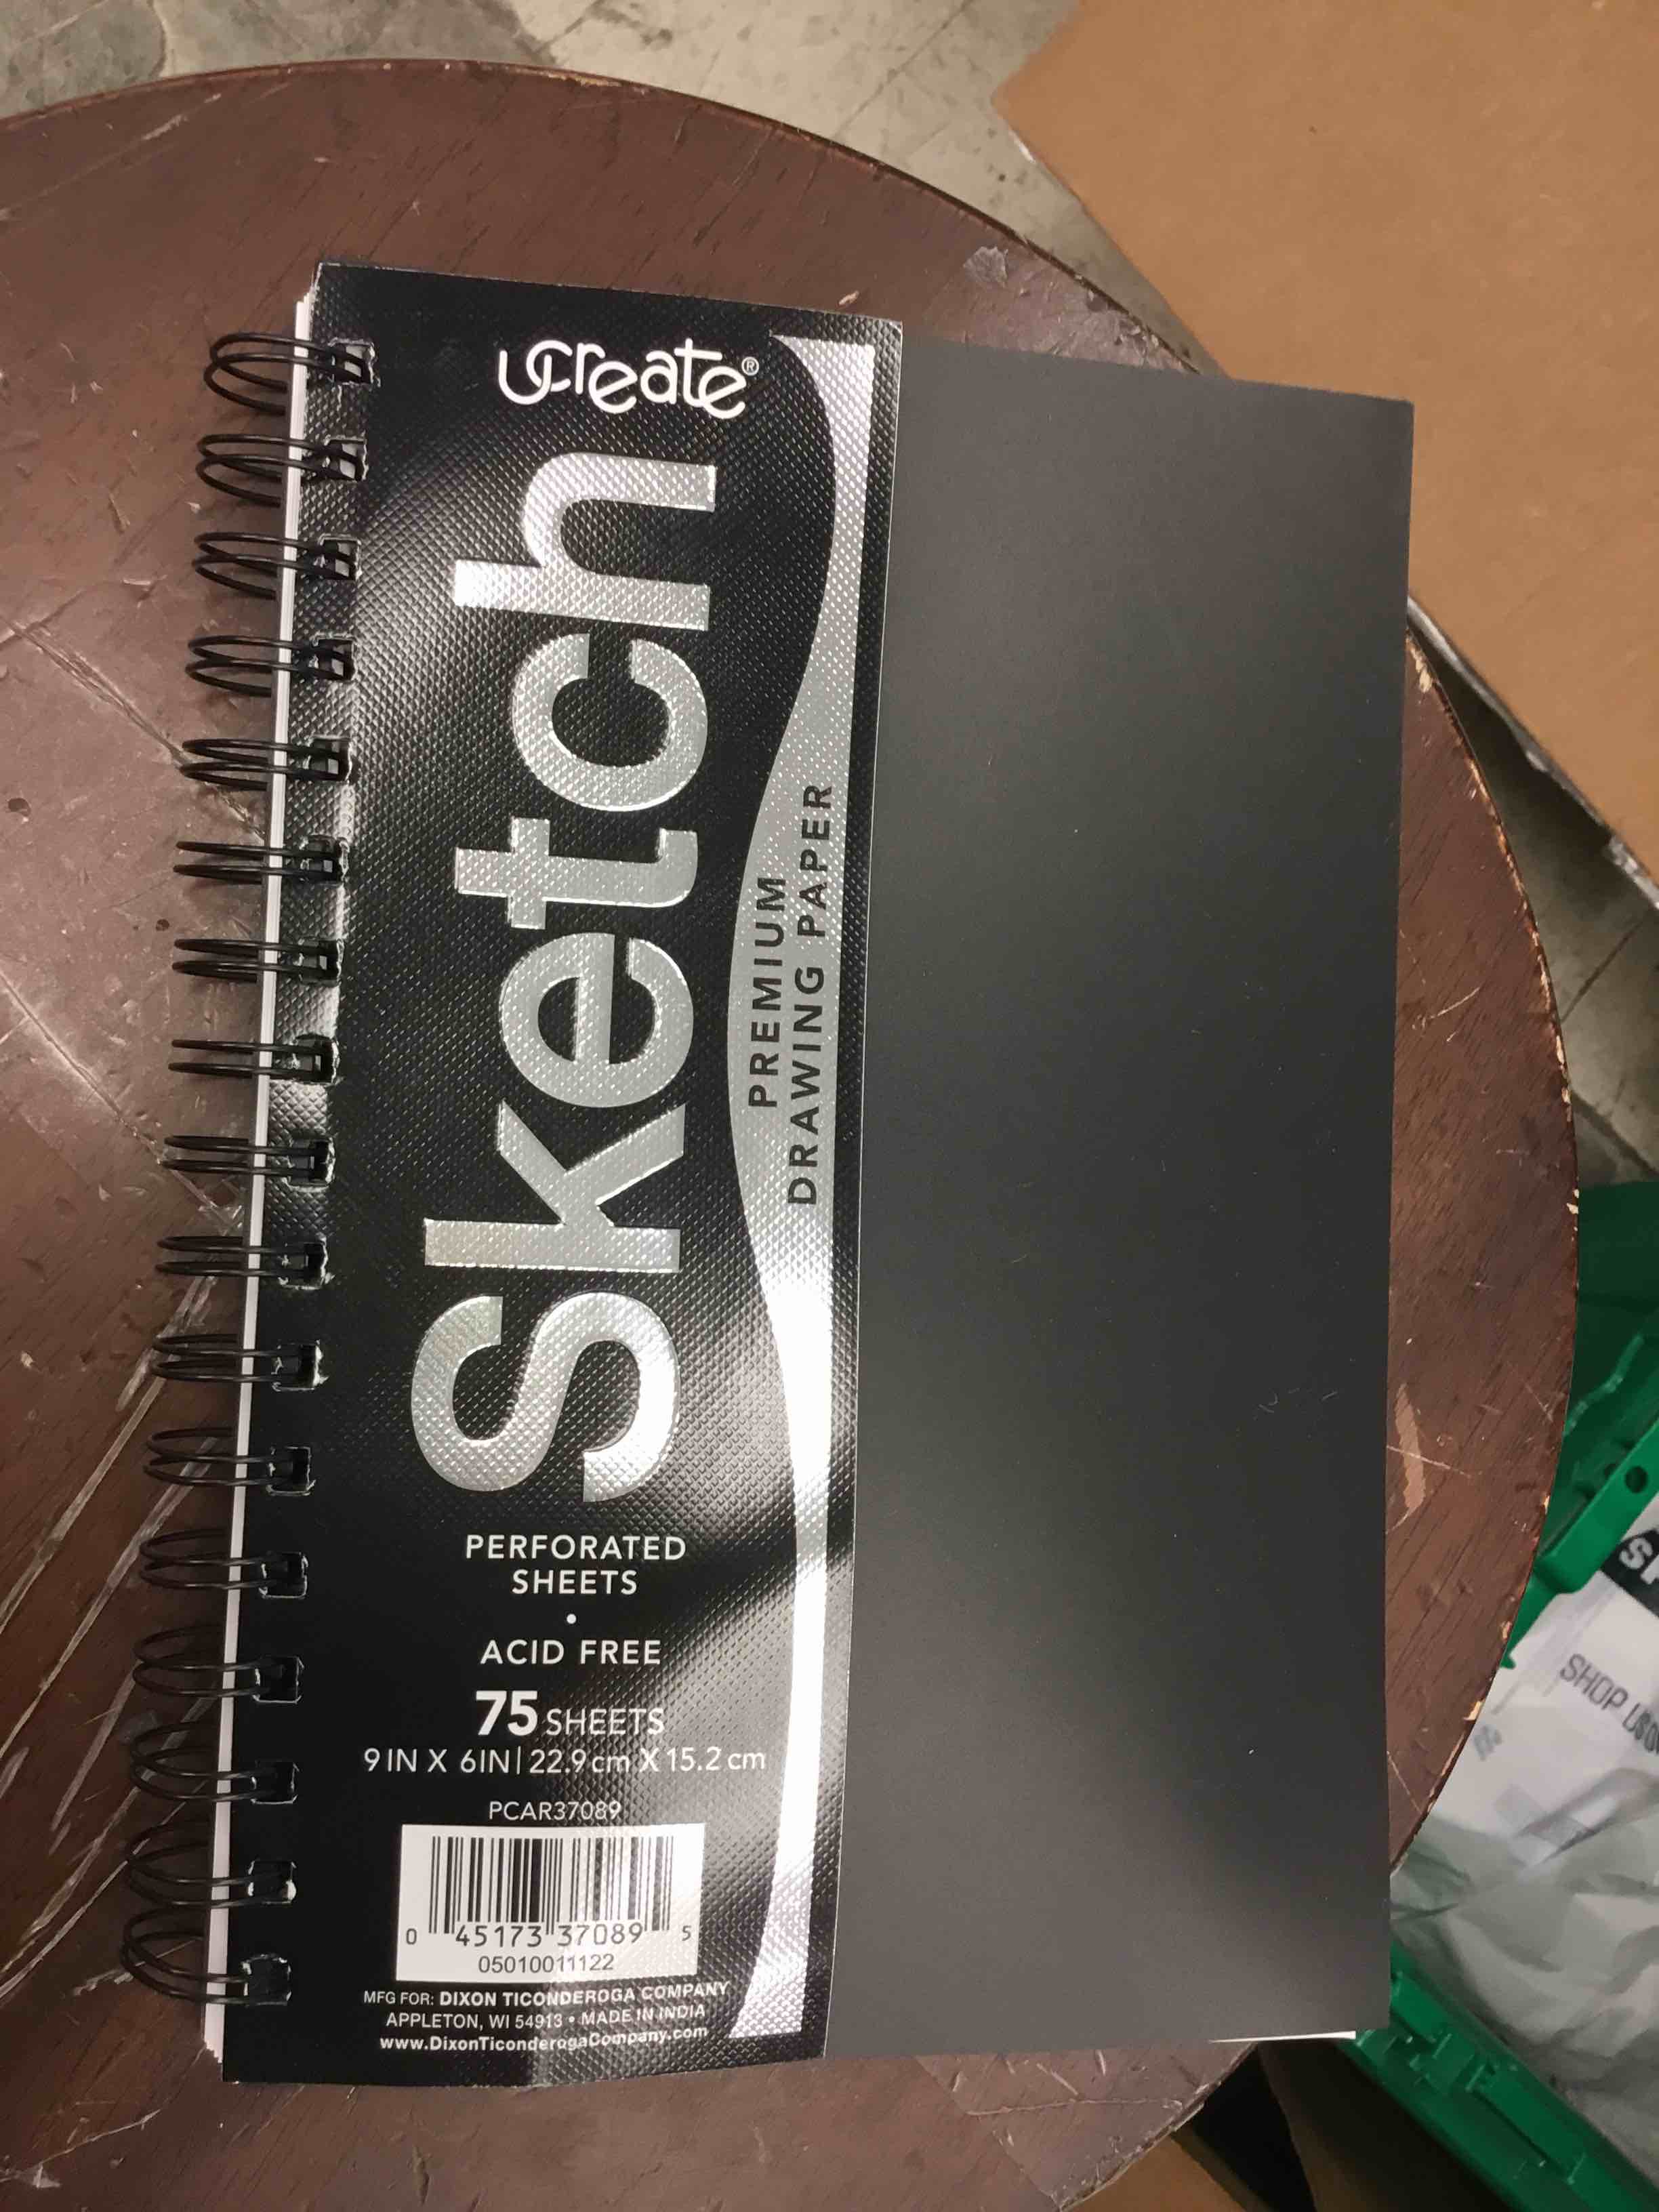 ucreate®
Sketch
PREMIUM
DRAWING PAPER
PERFORATED
SHEETS
•
ACID FREE
75 SHEETS
9 IN X 6IN | 22.9 cm X 15.2 cm
PCAR37089
0 45173 37089 5
05010011122
MFG FOR: DIXON TICONDEROGA COMPANY
APPLETON, WI 54913 • MADE IN INDIA
www.DixonTiconderogaCompany.com
SHOP